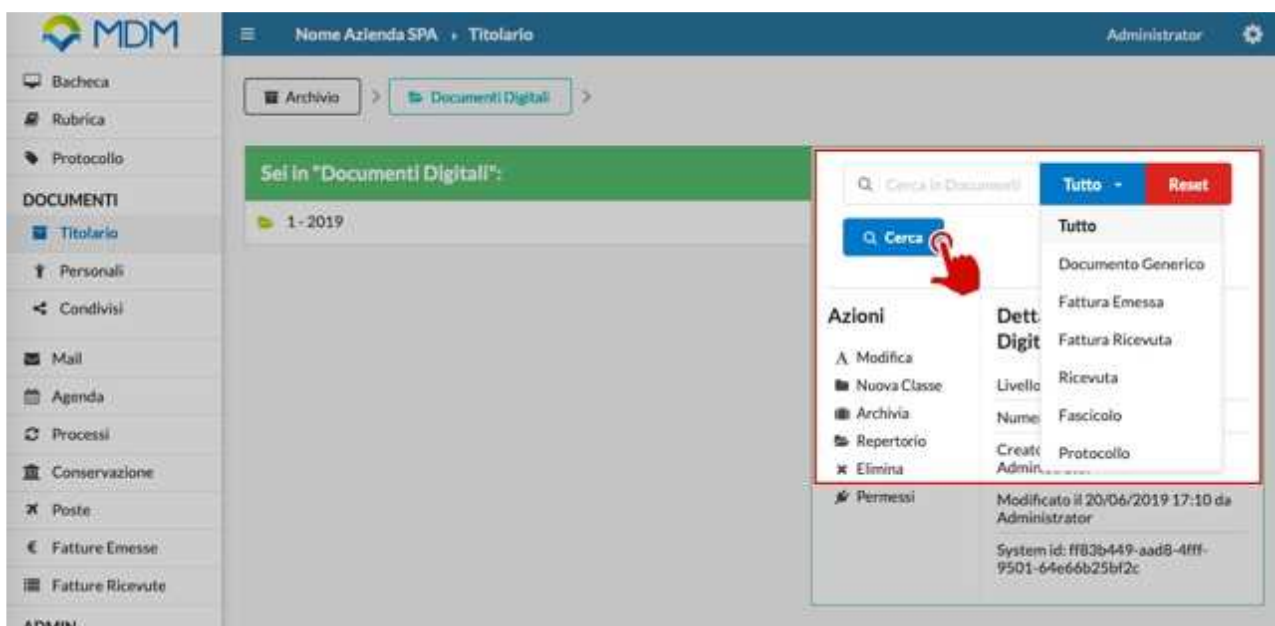 MDM
Nome Azienda SPA › Titolario
Administrator
Bacheca
Rubrica
Protocollo
DOCUMENTI
Titolario
Personali
Condivisi
Mail
Agenda
Processi
Conservazione
Poste
€ Fatture Emesse
Fatture Ricevute
ADMIN
Archivio > Documenti Digitali >
Sei in "Documenti Digitali":
1 - 2019
Cerca in Documenti
Tutto
Reset
Cerca
Tutto
Documento Generico
Fattura Emessa
Fattura Ricevuta
Ricevuta
Fascicolo
Protocollo
Azioni
Modifica
Nuova Classe
Archivia
Repertorio
Elimina
Permessi
Dett
Digit
Livello
Nume
Creato
Modificato il 20/06/2019 17:10 da
Administrator
System id: ff83b449-aad8-4fff-
9501-64e66b25bf2c